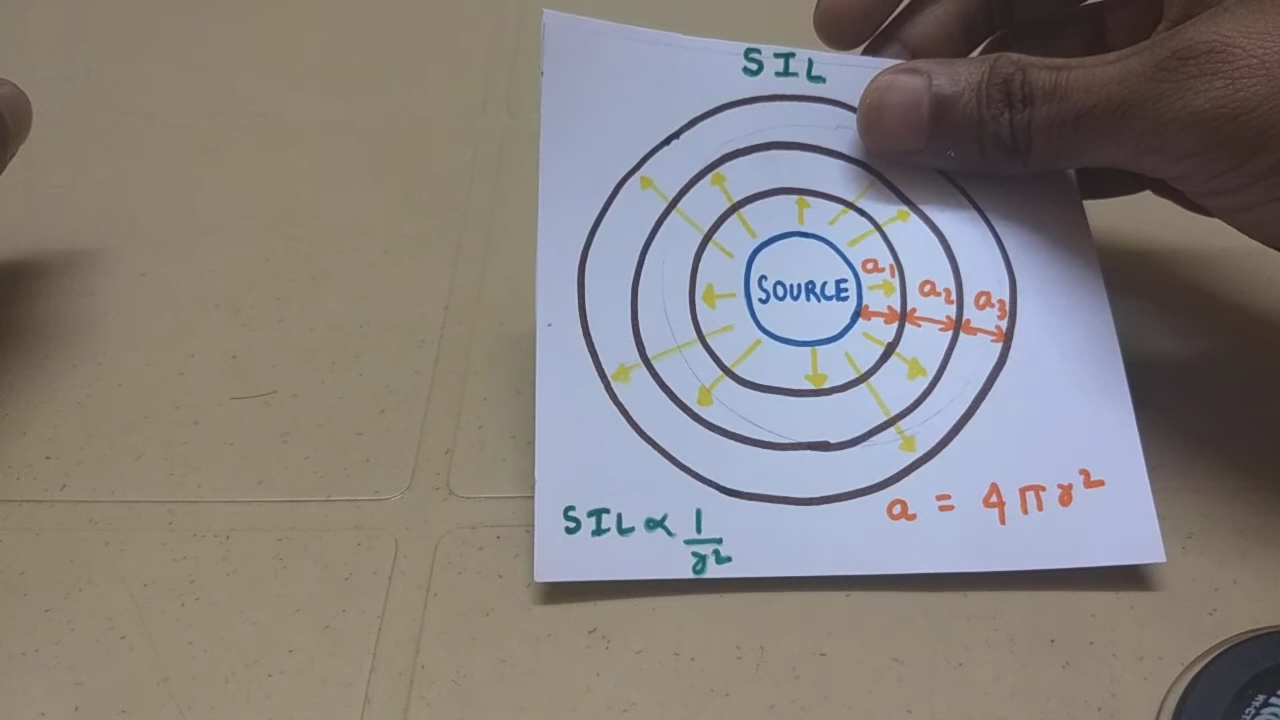 SIL
SOURCE
a₁
a₂
a₃
SIL ∝ 1/r²
a = 4πr²